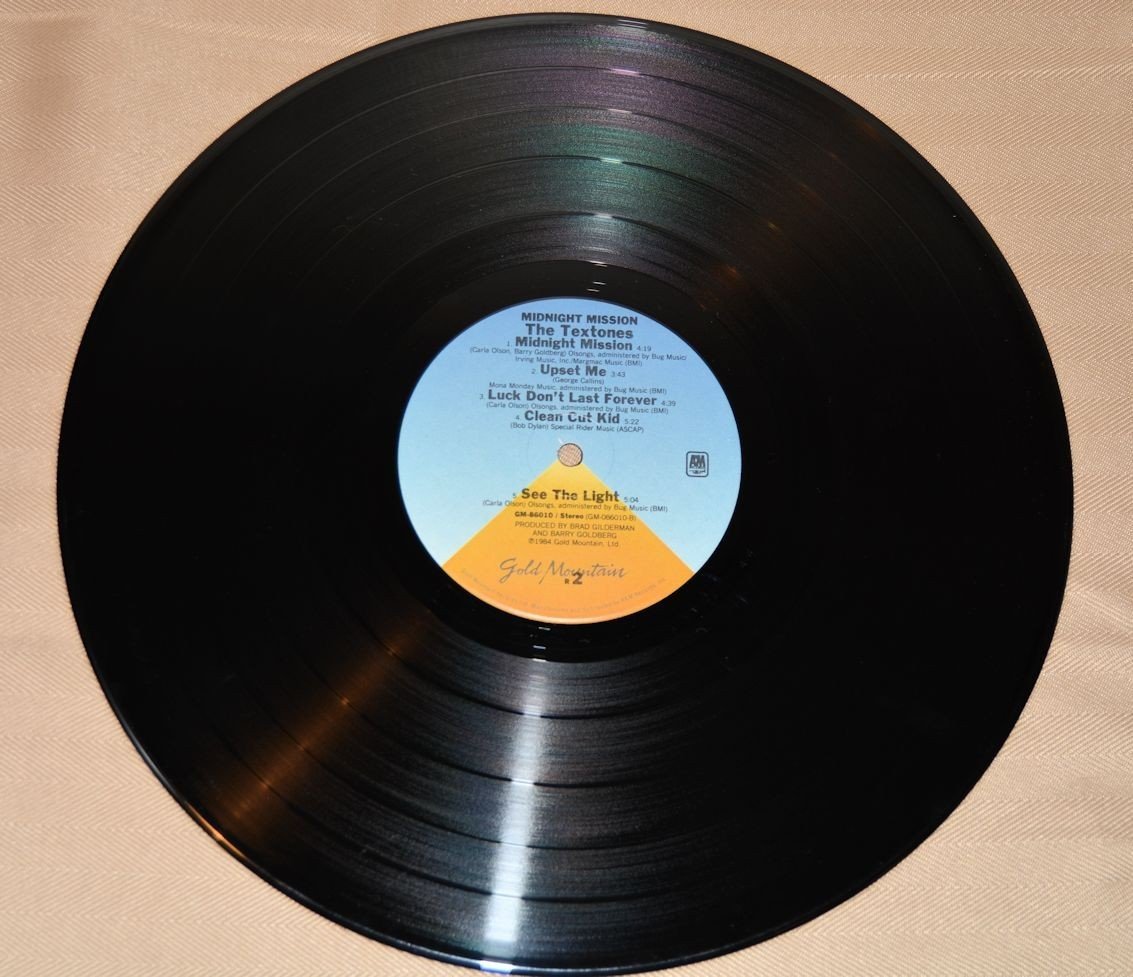 MIDNIGHT MISSION
The Textones
1. Midnight Mission 4:19
(Carla Olson, Barry Goldberg) Olsongs, administered by Bug Music/
Irving Music, Inc./Margmac Music (BMI)
2. Upset Me 3:43
(George Callins)
Mona Monday Music, administered by Bug Music (BMI)
3. Luck Don't Last Forever 4:39
(Carla Olson) Olsongs, administered by Bug Music (BMI)
4. Clean Cut Kid 5:22
(Bob Dylan) Special Rider Music (ASCAP)
A&M
5. See The Light 5:04
(Carla Olson) Olsongs, administered by Bug Music (BMI)
GM-86010 / Stereo (GM-086010-B)
PRODUCED BY BRAD GILDERMAN
AND BARRY GOLDBERG
℗1984 Gold Mountain, Ltd.
Gold Mountain
R 2